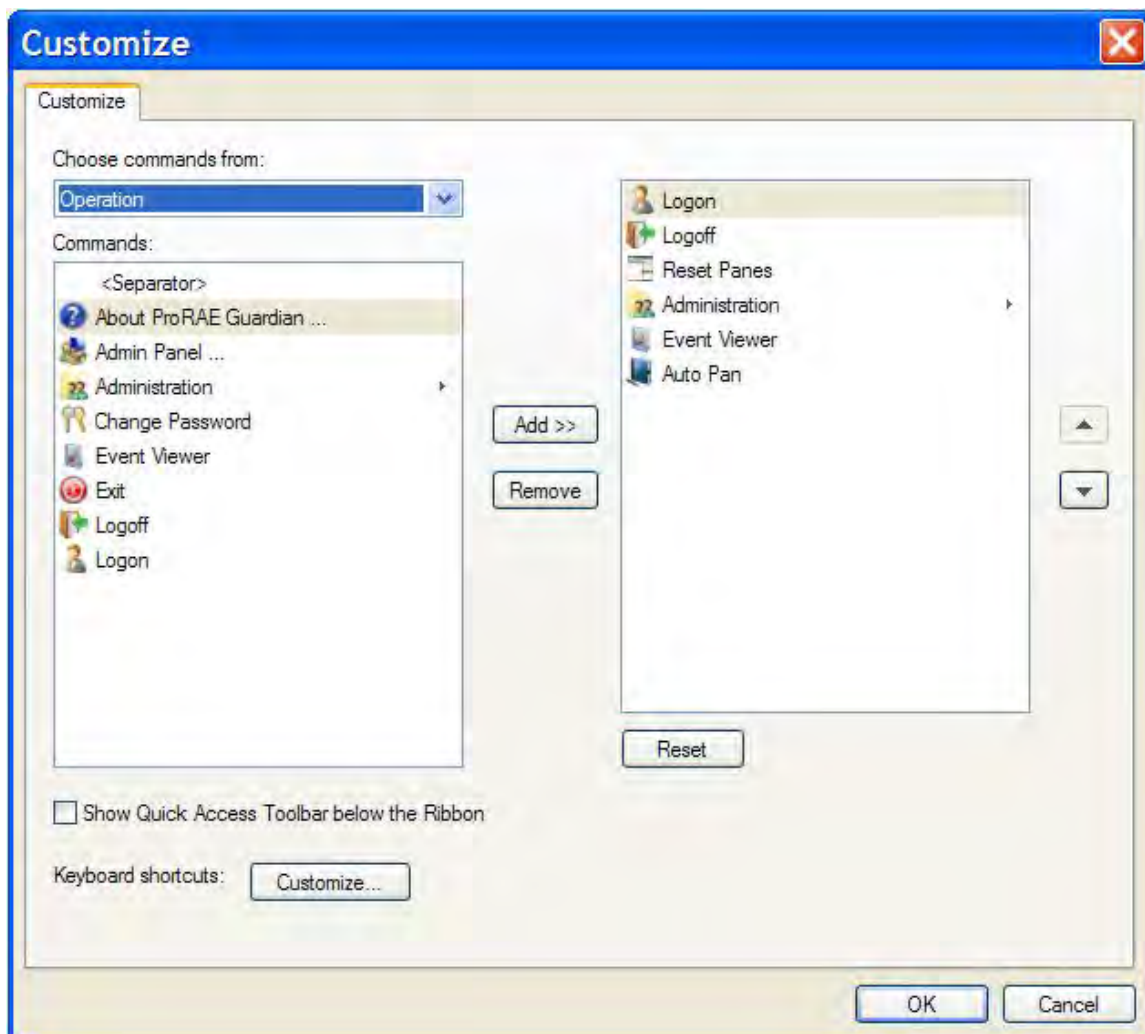 Customize
Customize
Choose commands from:
Operation
Commands:
<Separator>
About ProRAE Guardian ...
Admin Panel ...
Administration
Change Password
Event Viewer
Exit
Logoff
Logon
Add >>
Remove
Logon
Logoff
Reset Panes
Administration
Event Viewer
Auto Pan
Reset
Show Quick Access Toolbar below the Ribbon
Keyboard shortcuts:
Customize...
OK
Cancel